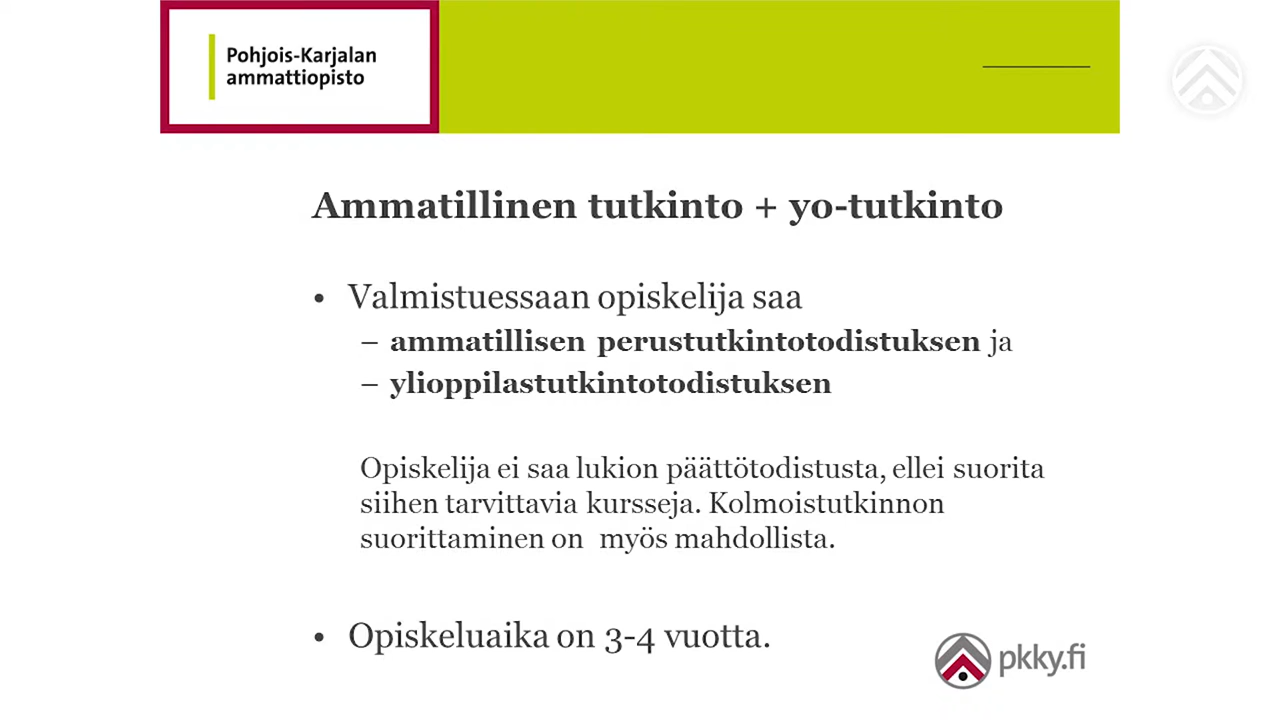 Pohjois-Karjalan
ammattiopisto
Ammatillinen tutkinto + yo-tutkinto
• Valmistuessaan opiskelija saa
– ammatillisen perustutkintotodistuksen ja
– ylioppilastutkintotodistuksen
Opiskelija ei saa lukion päättötodistusta, ellei suorita
siihen tarvittavia kursseja. Kolmoistutkinnon
suorittaminen on myös mahdollista.
• Opiskeluaika on 3-4 vuotta.
pkky.fi